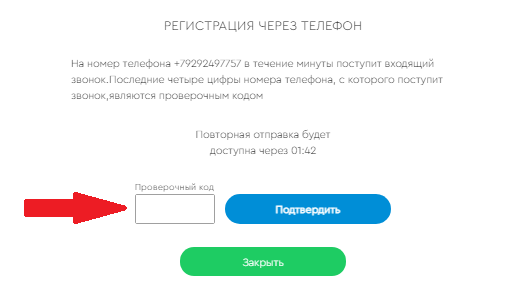 РЕГИСТРАЦИЯ ЧЕРЕЗ ТЕЛЕФОН
На номер телефона +79292497757 в течение минуты поступит входящий
звонок.Последние четыре цифры номера телефона, с которого поступит
звонок,являются проверочным кодом
Повторная отправка будет
доступна через 01:42
Проверочный код
Подтвердить
Закрыть